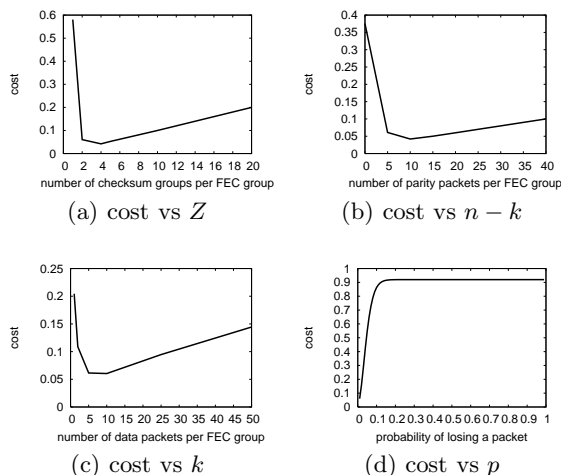 0.6
0.5
0.4
0.3
0.2
0.1
0
cost
0 2 4 6 8 10 12 14 16 18 20
number of checksum groups per FEC group
(a) cost vs Z
0.4
0.35
0.3
0.25
0.2
0.15
0.1
0.05
0
cost
0 5 10 15 20 25 30 35 40
number of parity packets per FEC group
(b) cost vs n − k
0.25
0.2
0.15
0.1
0.05
0
cost
0 5 10 15 20 25 30 35 40 45 50
number of data packets per FEC group
(c) cost vs k
1
0.9
0.8
0.7
0.6
0.5
0.4
0.3
0.2
0.1
0
cost
0 0.1 0.2 0.3 0.4 0.5 0.6 0.7 0.8 0.9 1
probability of losing a packet
(d) cost vs p